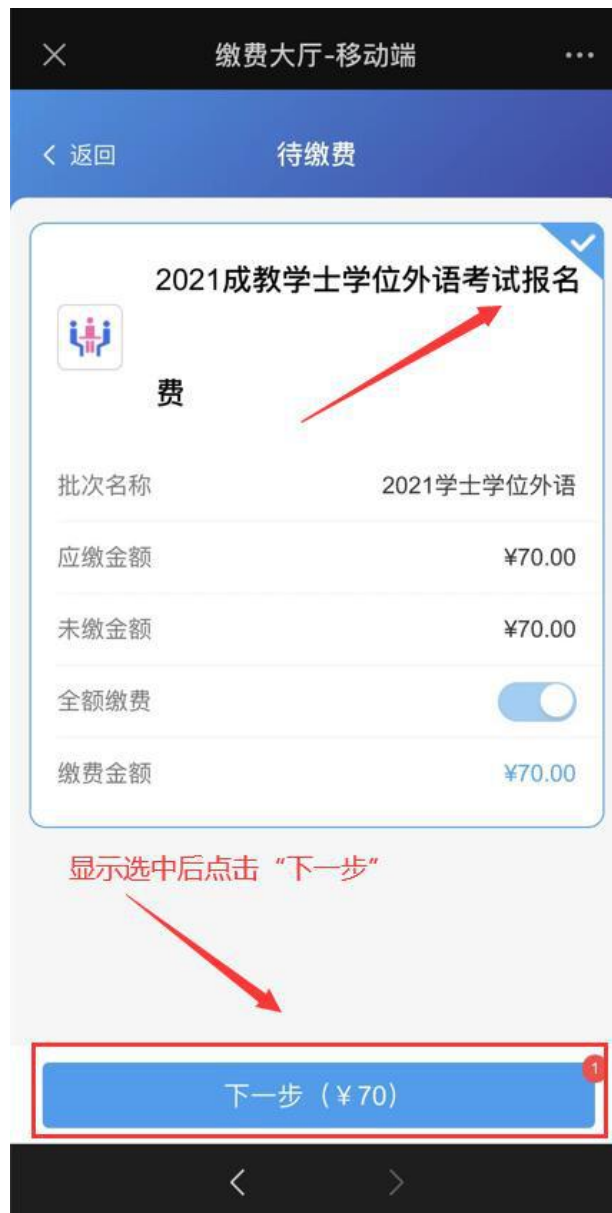 缴费大厅-移动端
返回
待缴费
2021成教学士学位外语考试报名
费
批次名称 2021学士学位外语
应缴金额 ¥70.00
未缴金额 ¥70.00
全额缴费
缴费金额 ¥70.00
显示选中后点击“下一步”
1
下一步（¥70）